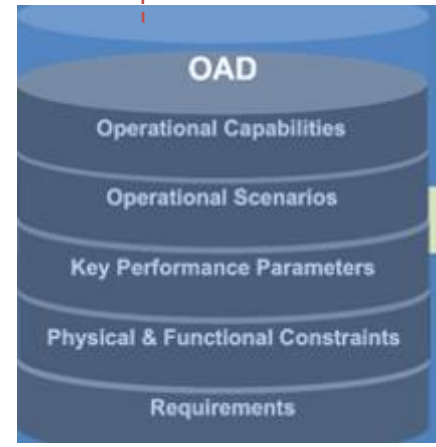 OAD
Operational Capabilities
Operational Scenarios
Key Performance Parameters
Physical & Functional Constraints
Requirements